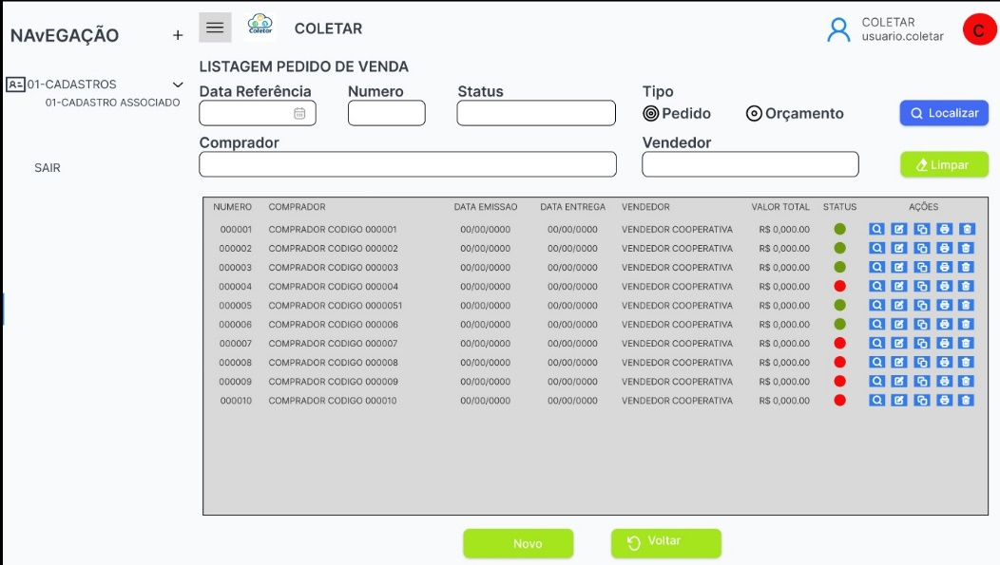 NAvEGAÇÃO +
Coletar
COLETAR
COLETAR
usuario.coletar
C
01-CADASTROS
01-CADASTRO ASSOCIADO
SAIR
LISTAGEM PEDIDO DE VENDA
Data Referência Numero Status Tipo
Pedido Orçamento Localizar
Comprador Vendedor
Limpar
NUMERO COMPRADOR DATA EMISSAO DATA ENTREGA VENDEDOR VALOR TOTAL STATUS AÇÕES
000001 COMPRADOR CODIGO 000001 00/00/0000 00/00/0000 VENDEDOR COOPERATIVA R$ 0,000.00
000002 COMPRADOR CODIGO 000002 00/00/0000 00/00/0000 VENDEDOR COOPERATIVA R$ 0,000.00
000003 COMPRADOR CODIGO 000003 00/00/0000 00/00/0000 VENDEDOR COOPERATIVA R$ 0,000.00
000004 COMPRADOR CODIGO 000004 00/00/0000 00/00/0000 VENDEDOR COOPERATIVA R$ 0,000.00
000005 COMPRADOR CODIGO 0000051 00/00/0000 00/00/0000 VENDEDOR COOPERATIVA R$ 0,000.00
000006 COMPRADOR CODIGO 000006 00/00/0000 00/00/0000 VENDEDOR COOPERATIVA R$ 0,000.00
000007 COMPRADOR CODIGO 000007 00/00/0000 00/00/0000 VENDEDOR COOPERATIVA R$ 0,000.00
000008 COMPRADOR CODIGO 000008 00/00/0000 00/00/0000 VENDEDOR COOPERATIVA R$ 0,000.00
000009 COMPRADOR CODIGO 000009 00/00/0000 00/00/0000 VENDEDOR COOPERATIVA R$ 0,000.00
000010 COMPRADOR CODIGO 000010 00/00/0000 00/00/0000 VENDEDOR COOPERATIVA R$ 0,000.00
Novo Voltar